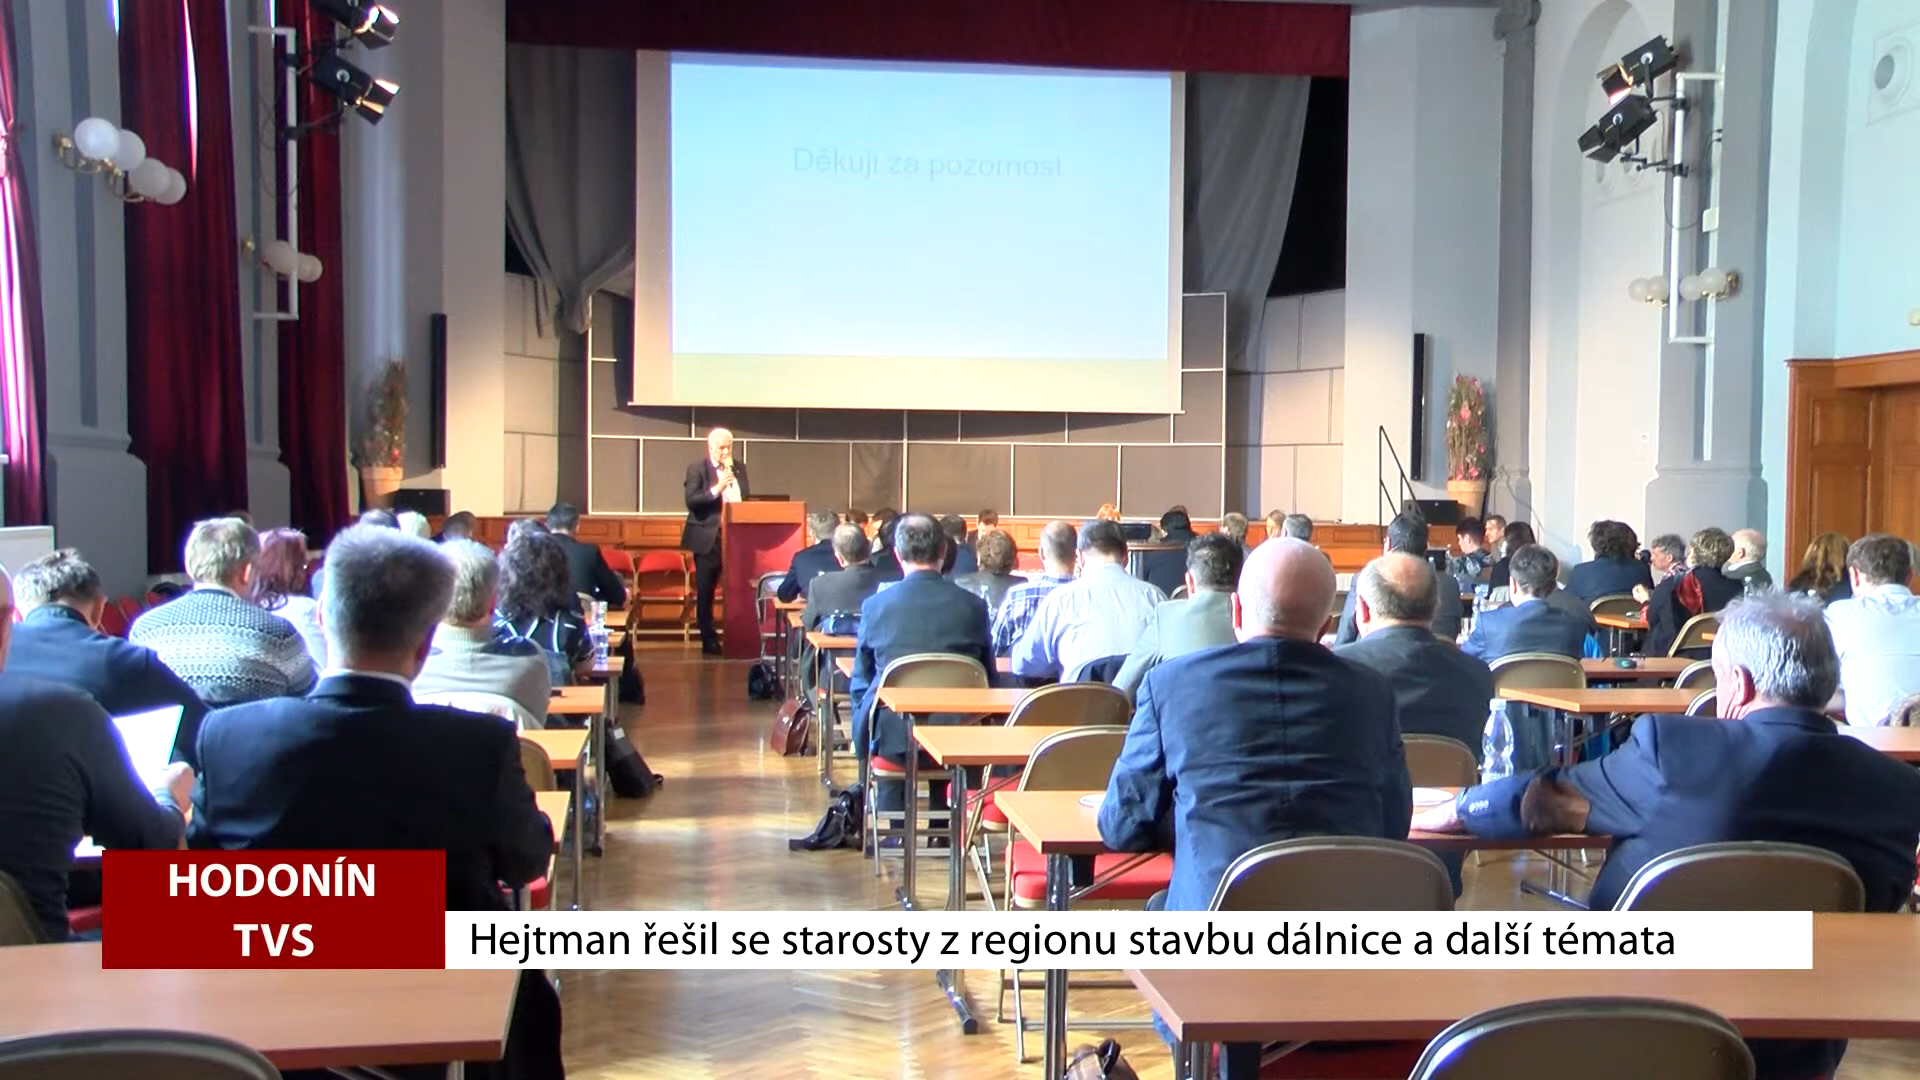 Děkuji za pozornost
HODONÍN
TVS
Hejtman řešil se starosty z regionu stavbu dálnice a další témata